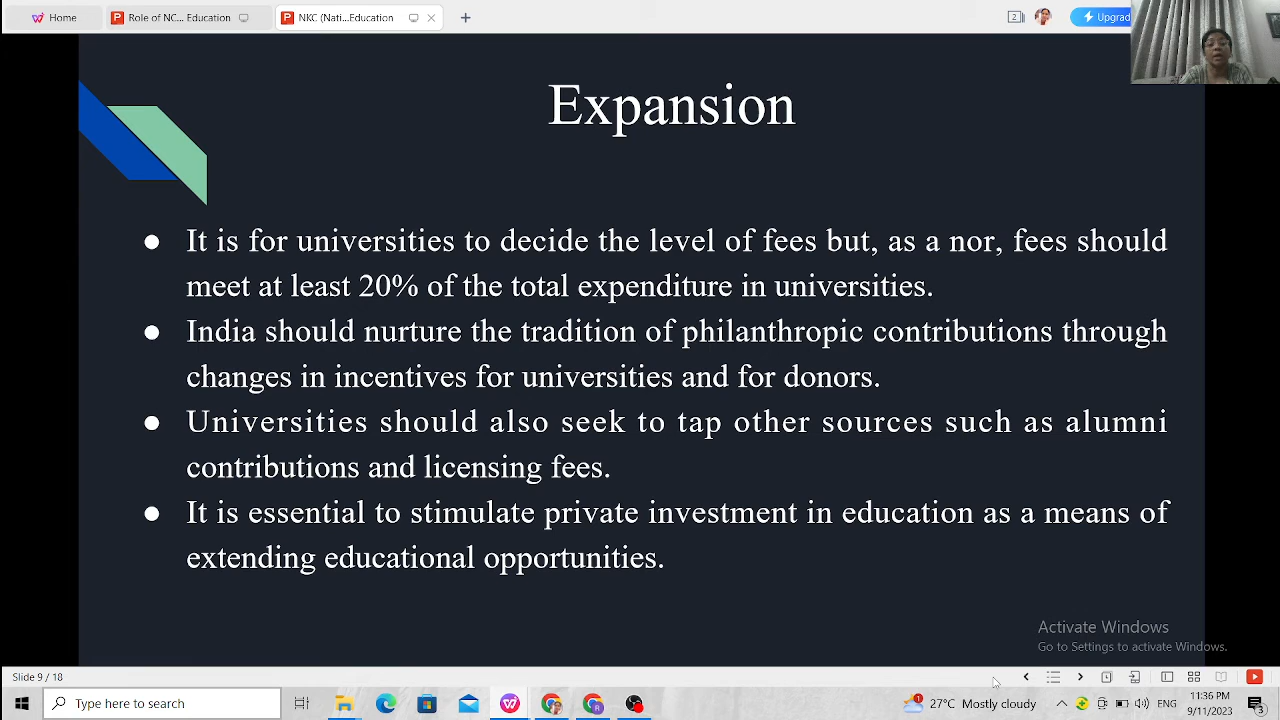 Home
Role of NC... Education
NKC (Nati...Education
2
Upgrad
Expansion
It is for universities to decide the level of fees but, as a nor, fees should
meet at least 20% of the total expenditure in universities.
India should nurture the tradition of philanthropic contributions through
changes in incentives for universities and for donors.
Universities should also seek to tap other sources such as alumni
contributions and licensing fees.
It is essential to stimulate private investment in education as a means of
extending educational opportunities.
Activate Windows
Go to Settings to activate Windows.
Slide 9 / 18
Type here to search
27°C Mostly cloudy
ENG
11:36 PM
9/11/2023
3